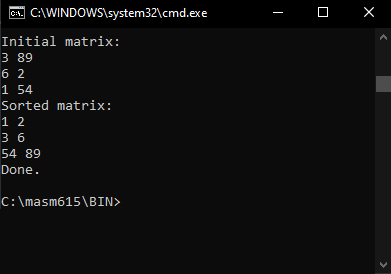 C:\WINDOWS\system32\cmd.exe
Initial matrix:
3 89
6 2
1 54
Sorted matrix:
1 2
3 6
54 89
Done.
C:\masm615\BIN>